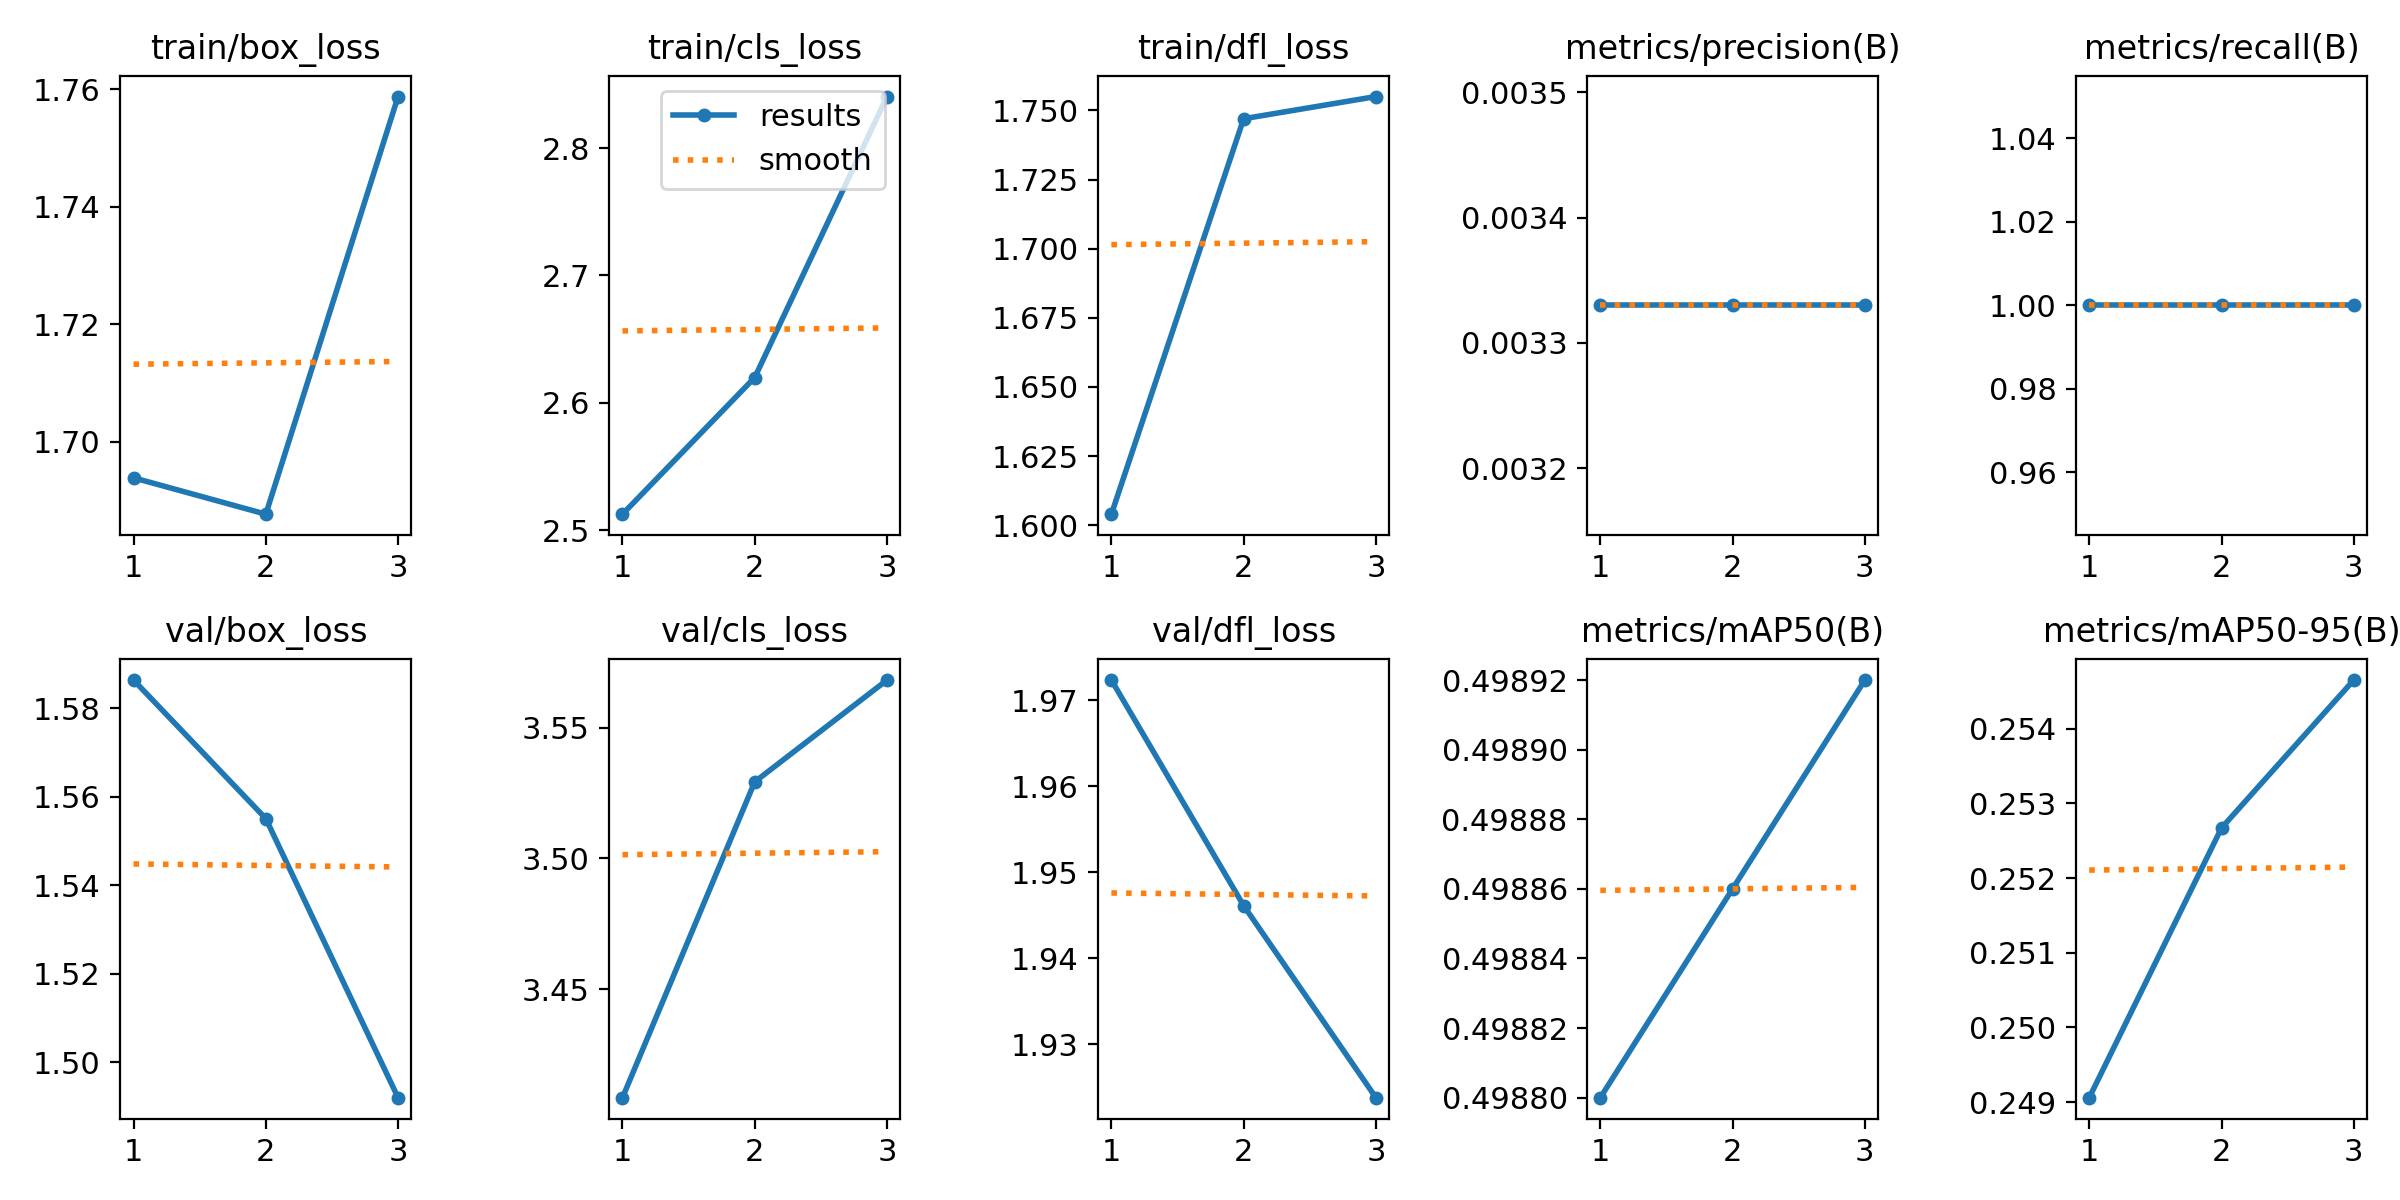 train/box_loss
1.76
1.74
1.72
1.70
1 2 3
train/cls_loss
results
smooth
2.8
2.7
2.6
2.5
1 2 3
train/dfl_loss
1.750
1.725
1.700
1.675
1.650
1.625
1.600
1 2 3
metrics/precision(B)
0.0035
0.0034
0.0033
0.0032
1 2 3
metrics/recall(B)
1.04
1.02
1.00
0.98
0.96
1 2 3
val/box_loss
1.58
1.56
1.54
1.52
1.50
1 2 3
val/cls_loss
3.55
3.50
3.45
1 2 3
val/dfl_loss
1.97
1.96
1.95
1.94
1.93
1 2 3
metrics/mAP50(B)
0.49892
0.49890
0.49888
0.49886
0.49884
0.49882
0.49880
1 2 3
metrics/mAP50-95(B)
0.254
0.253
0.252
0.251
0.250
0.249
1 2 3